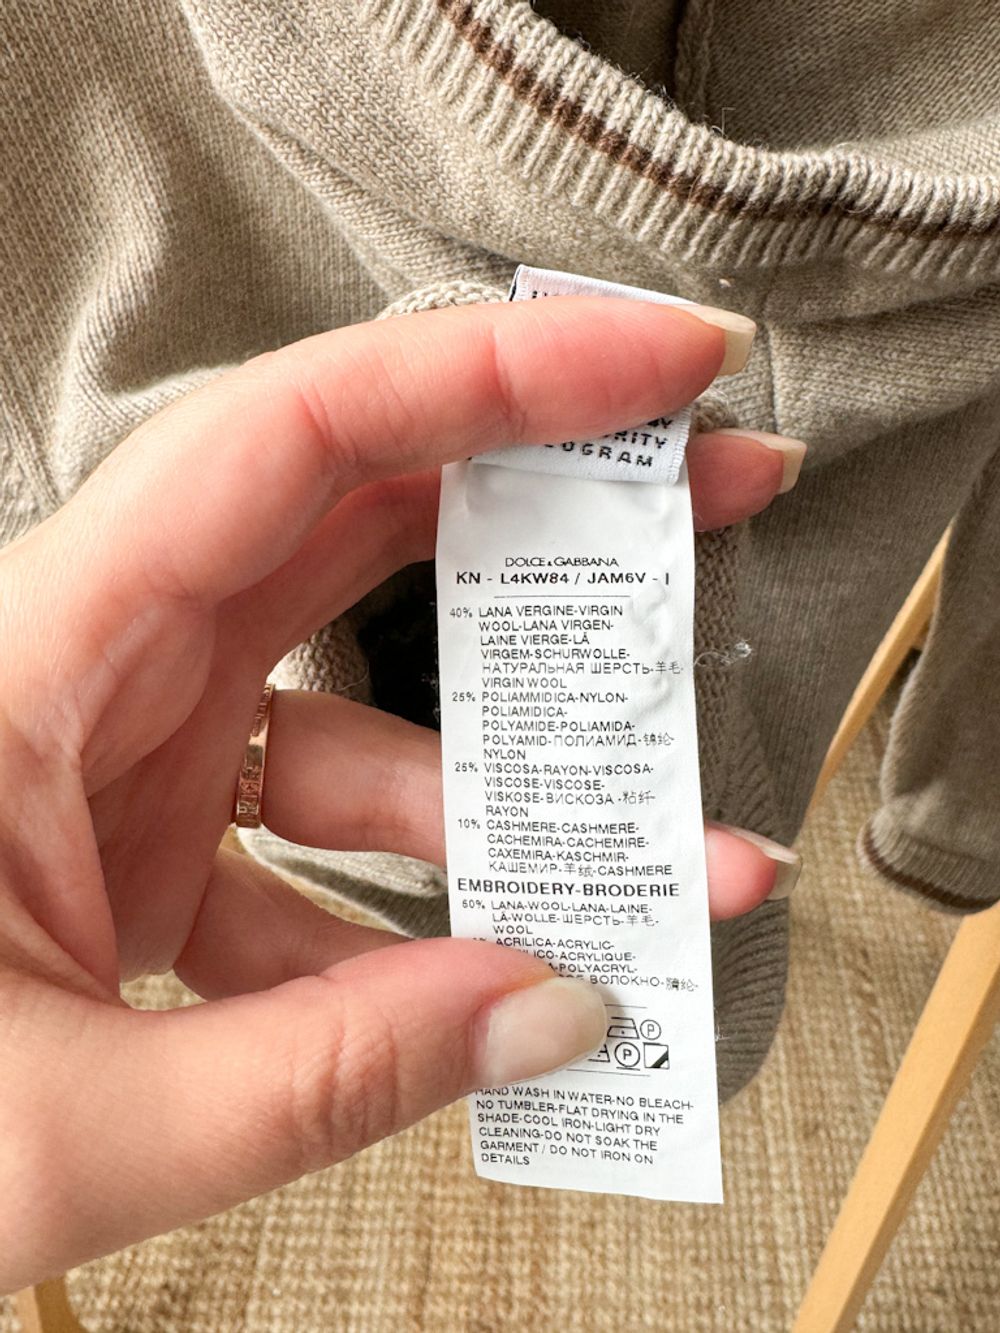 RITY
OGRAM
DOLCE & GABBANA
KN - L4KW84 / JAM6V - I
40% LANA VERGINE-VIRGIN
WOOL-LANA VIRGEN-
LAINE VIERGE-LÃ
VIRGEM-SCHURWOLLE-
НАТУРАЛЬНАЯ ШЕРСТЬ-羊毛-
VIRGIN WOOL
25% POLIAMMIDICA-NYLON-
POLIAMIDICA-
POLYAMIDE-POLIAMIDA-
POLYAMID-ПОЛИАМИД-锦纶-
NYLON
25% VISCOSA-RAYON-VISCOSA-
VISCOSE-VISCOSE-
VISKOSE-ВИСКОЗА-粘纤-
RAYON
10% CASHMERE-CASHMERE-
CACHEMIRA-CACHEMIRE-
CAXEMIRA-KASCHMIR-
КАШЕМИР-羊绒-CASHMERE
EMBROIDERY-BRODERIE
60% LANA-WOOL-LANA-LAINE-
LÃ-WOLLE-ШЕРСТЬ-羊毛-
WOOL
ACRILICA-ACRYLIC-
ICO-ACRYLIQUE-
A-POLYACRYL-
ВОЛОКНО-腈纶-
P
P
HAND WASH IN WATER-NO BLEACH-
NO TUMBLER-FLAT DRYING IN THE
SHADE-COOL IRON-LIGHT DRY
CLEANING-DO NOT SOAK THE
GARMENT / DO NOT IRON ON
DETAILS